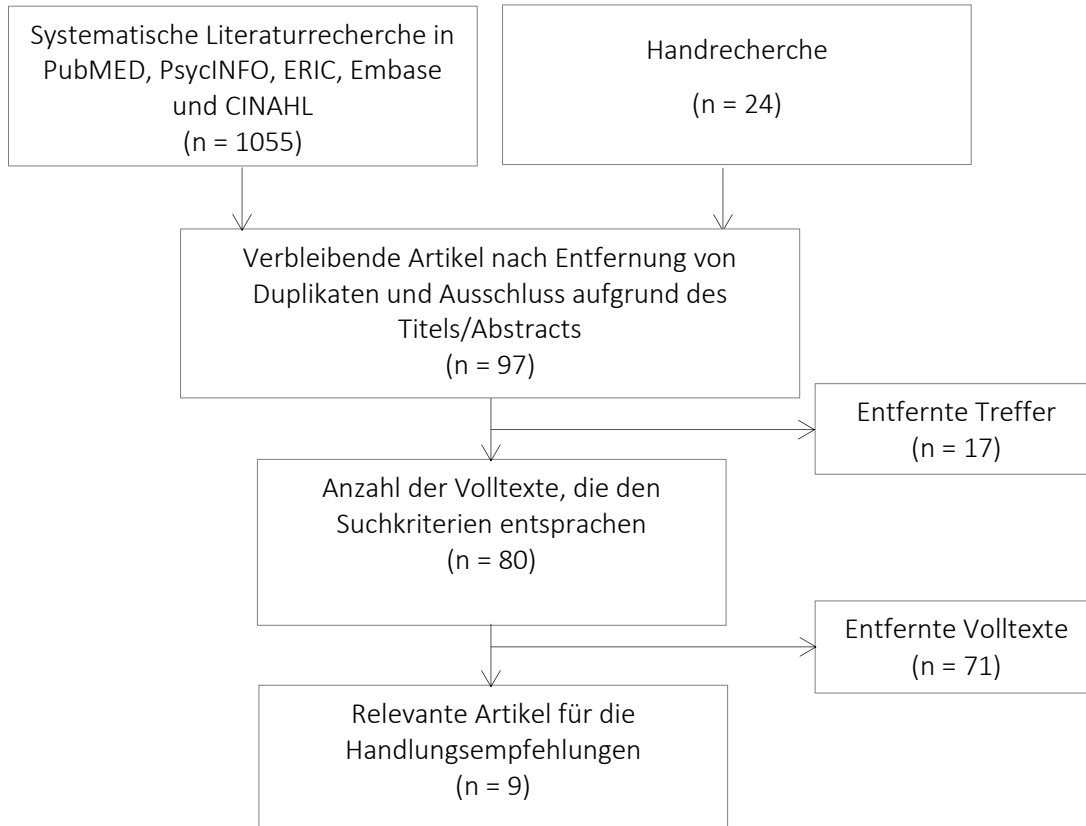 Systematische Literaturrecherche in
PubMED, PsycINFO, ERIC, Embase
und CINAHL
(n = 1055)
Handrecherche
(n = 24)
Verbleibende Artikel nach Entfernung von
Duplikaten und Ausschluss aufgrund des
Titels/Abstracts
(n = 97)
Entfernte Treffer
(n = 17)
Anzahl der Volltexte, die den
Suchkriterien entsprachen
(n = 80)
Entfernte Volltexte
(n = 71)
Relevante Artikel für die
Handlungsempfehlungen
(n = 9)